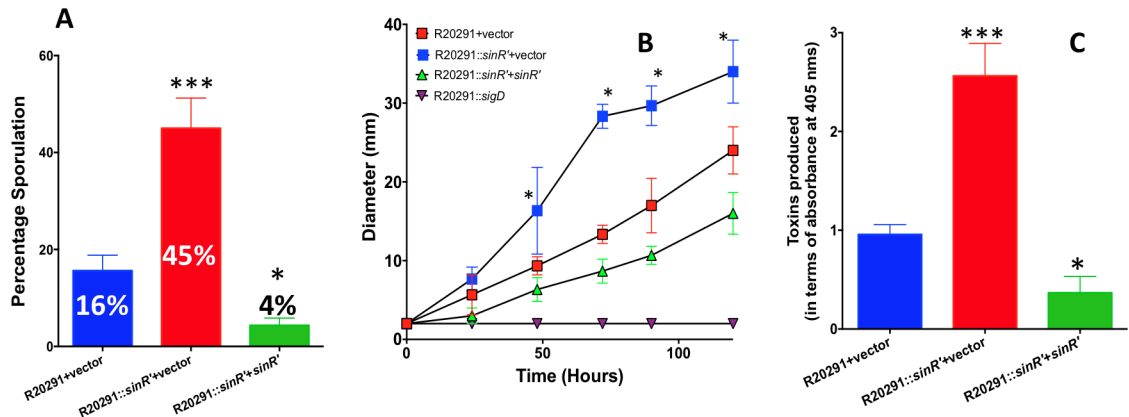 A
Percentage Sporulation
60
40
20
0
16%
45%
***
4%
*
R20291+vector
R20291::sinR'+vector
R20291::sinR'+sinR'
B
Diameter (mm)
40
30
20
10
0
R20291+vector
R20291::sinR'+vector
R20291::sinR'+sinR'
R20291::sigD
*
*
*
*
0
50
100
Time (Hours)
C
Toxins produced
(in terms of absorbance at 405 nms)
3
2
1
0
***
*
R20291+vector
R20291::sinR'+vector
R20291::sinR'+sinR'